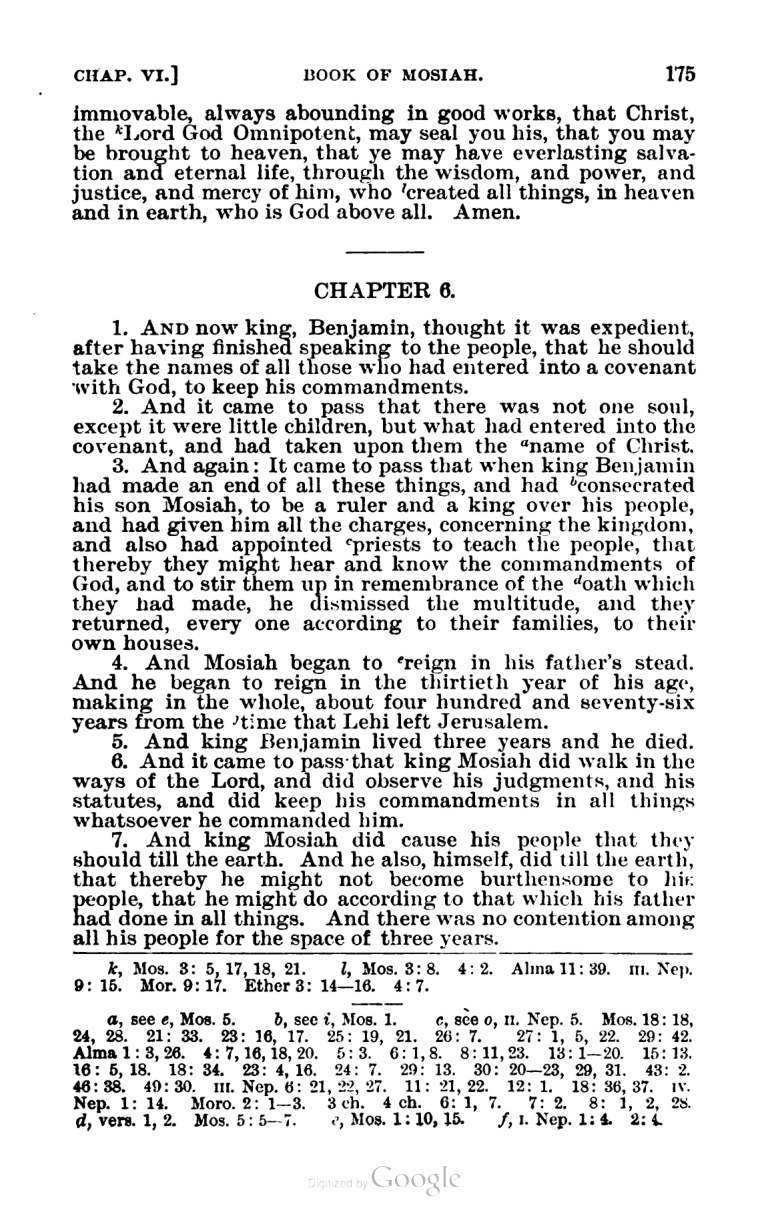 CHAP. VI.] BOOK OF MOSIAH. 175
immovable, always abounding in good works, that Christ,
the ᵏLord God Omnipotent, may seal you his, that you may
be brought to heaven, that ye may have everlasting salva-
tion and eternal life, through the wisdom, and power, and
justice, and mercy of him, who ˡcreated all things, in heaven
and in earth, who is God above all. Amen.
CHAPTER 6.
1. AND now king, Benjamin, thought it was expedient,
after having finished speaking to the people, that he should
take the names of all those who had entered into a covenant
with God, to keep his commandments.
2. And it came to pass that there was not one soul,
except it were little children, but what had entered into the
covenant, and had taken upon them the ᵃname of Christ.
3. And again: It came to pass that when king Benjamin
had made an end of all these things, and had ᵇconsecrated
his son Mosiah, to be a ruler and a king over his people,
and had given him all the charges, concerning the kingdom,
and also had appointed ᶜpriests to teach the people, that
thereby they might hear and know the commandments of
God, and to stir them up in remembrance of the ᵈoath which
they had made, he dismissed the multitude, and they
returned, every one according to their families, to their
own houses.
4. And Mosiah began to ᵉreign in his father's stead.
And he began to reign in the thirtieth year of his age,
making in the whole, about four hundred and seventy-six
years from the ᶠtime that Lehi left Jerusalem.
5. And king Benjamin lived three years and he died.
6. And it came to pass that king Mosiah did walk in the
ways of the Lord, and did observe his judgments, and his
statutes, and did keep his commandments in all things
whatsoever he commanded him.
7. And king Mosiah did cause his people that they
should till the earth. And he also, himself, did till the earth,
that thereby he might not become burthensome to his
people, that he might do according to that which his father
had done in all things. And there was no contention among
all his people for the space of three years.
k, Mos. 3: 5, 17, 18, 21. l, Mos. 3: 8. 4: 2. Alma 11: 39. III. Nep.
9: 15. Mor. 9: 17. Ether 3: 14—16. 4: 7.
a, see e, Mos. 5. b, see i, Mos. 1. c, see o, II. Nep. 5. Mos. 18: 18,
24, 28. 21: 33. 23: 16, 17. 25: 19, 21. 26: 7. 27: 1, 5, 22. 29: 42.
Alma 1: 3, 26. 4: 7, 16, 18, 20. 5: 3. 6: 1, 8. 8: 11, 23. 13: 1—20. 15: 13.
16: 5, 18. 18: 34. 23: 4, 16. 24: 7. 29: 13. 30: 20—23, 29, 31. 43: 2.
46: 38. 49: 30. III. Nep. 6: 21, 22, 27. 11: 21, 22. 12: 1. 18: 36, 37. IV.
Nep. 1: 14. Moro. 2: 1—3. 3 ch. 4 ch. 6: 1, 7. 7: 2. 8: 1, 2, 28.
d, vers. 1, 2. Mos. 5: 5—7. e, Mos. 1: 10, 15. f, I. Nep. 1: 4. 2: 4.
Digitized by Google